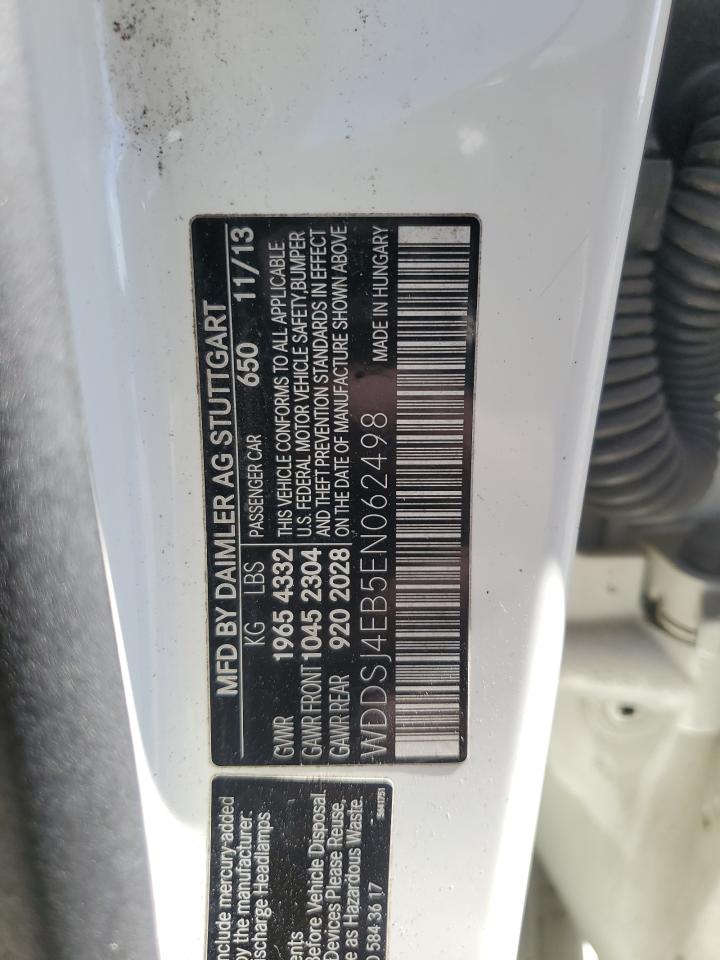 MFD BY DAIMLER AG STUTTGART
KG LBS PASSENGER CAR 650 11/13
GVWR 1965 4332 THIS VEHICLE CONFORMS TO ALL APPLICABLE
GAWR FRONT 1045 2304 U.S. FEDERAL MOTOR VEHICLE SAFETY, BUMPER
AND THEFT PREVENTION STANDARDS IN EFFECT
GAWR REAR 920 2028 ON THE DATE OF MANUFACTURE SHOWN ABOVE.
WDDSJ4EB5EN062498 MADE IN HUNGARY
nclude mercury-added
by the manufacturer:
ischarge Headlamps
ents
Before Vehicle Disposal.
Devices Please Reuse,
e as Hazardous Waste.
0 584 36 17 5641751